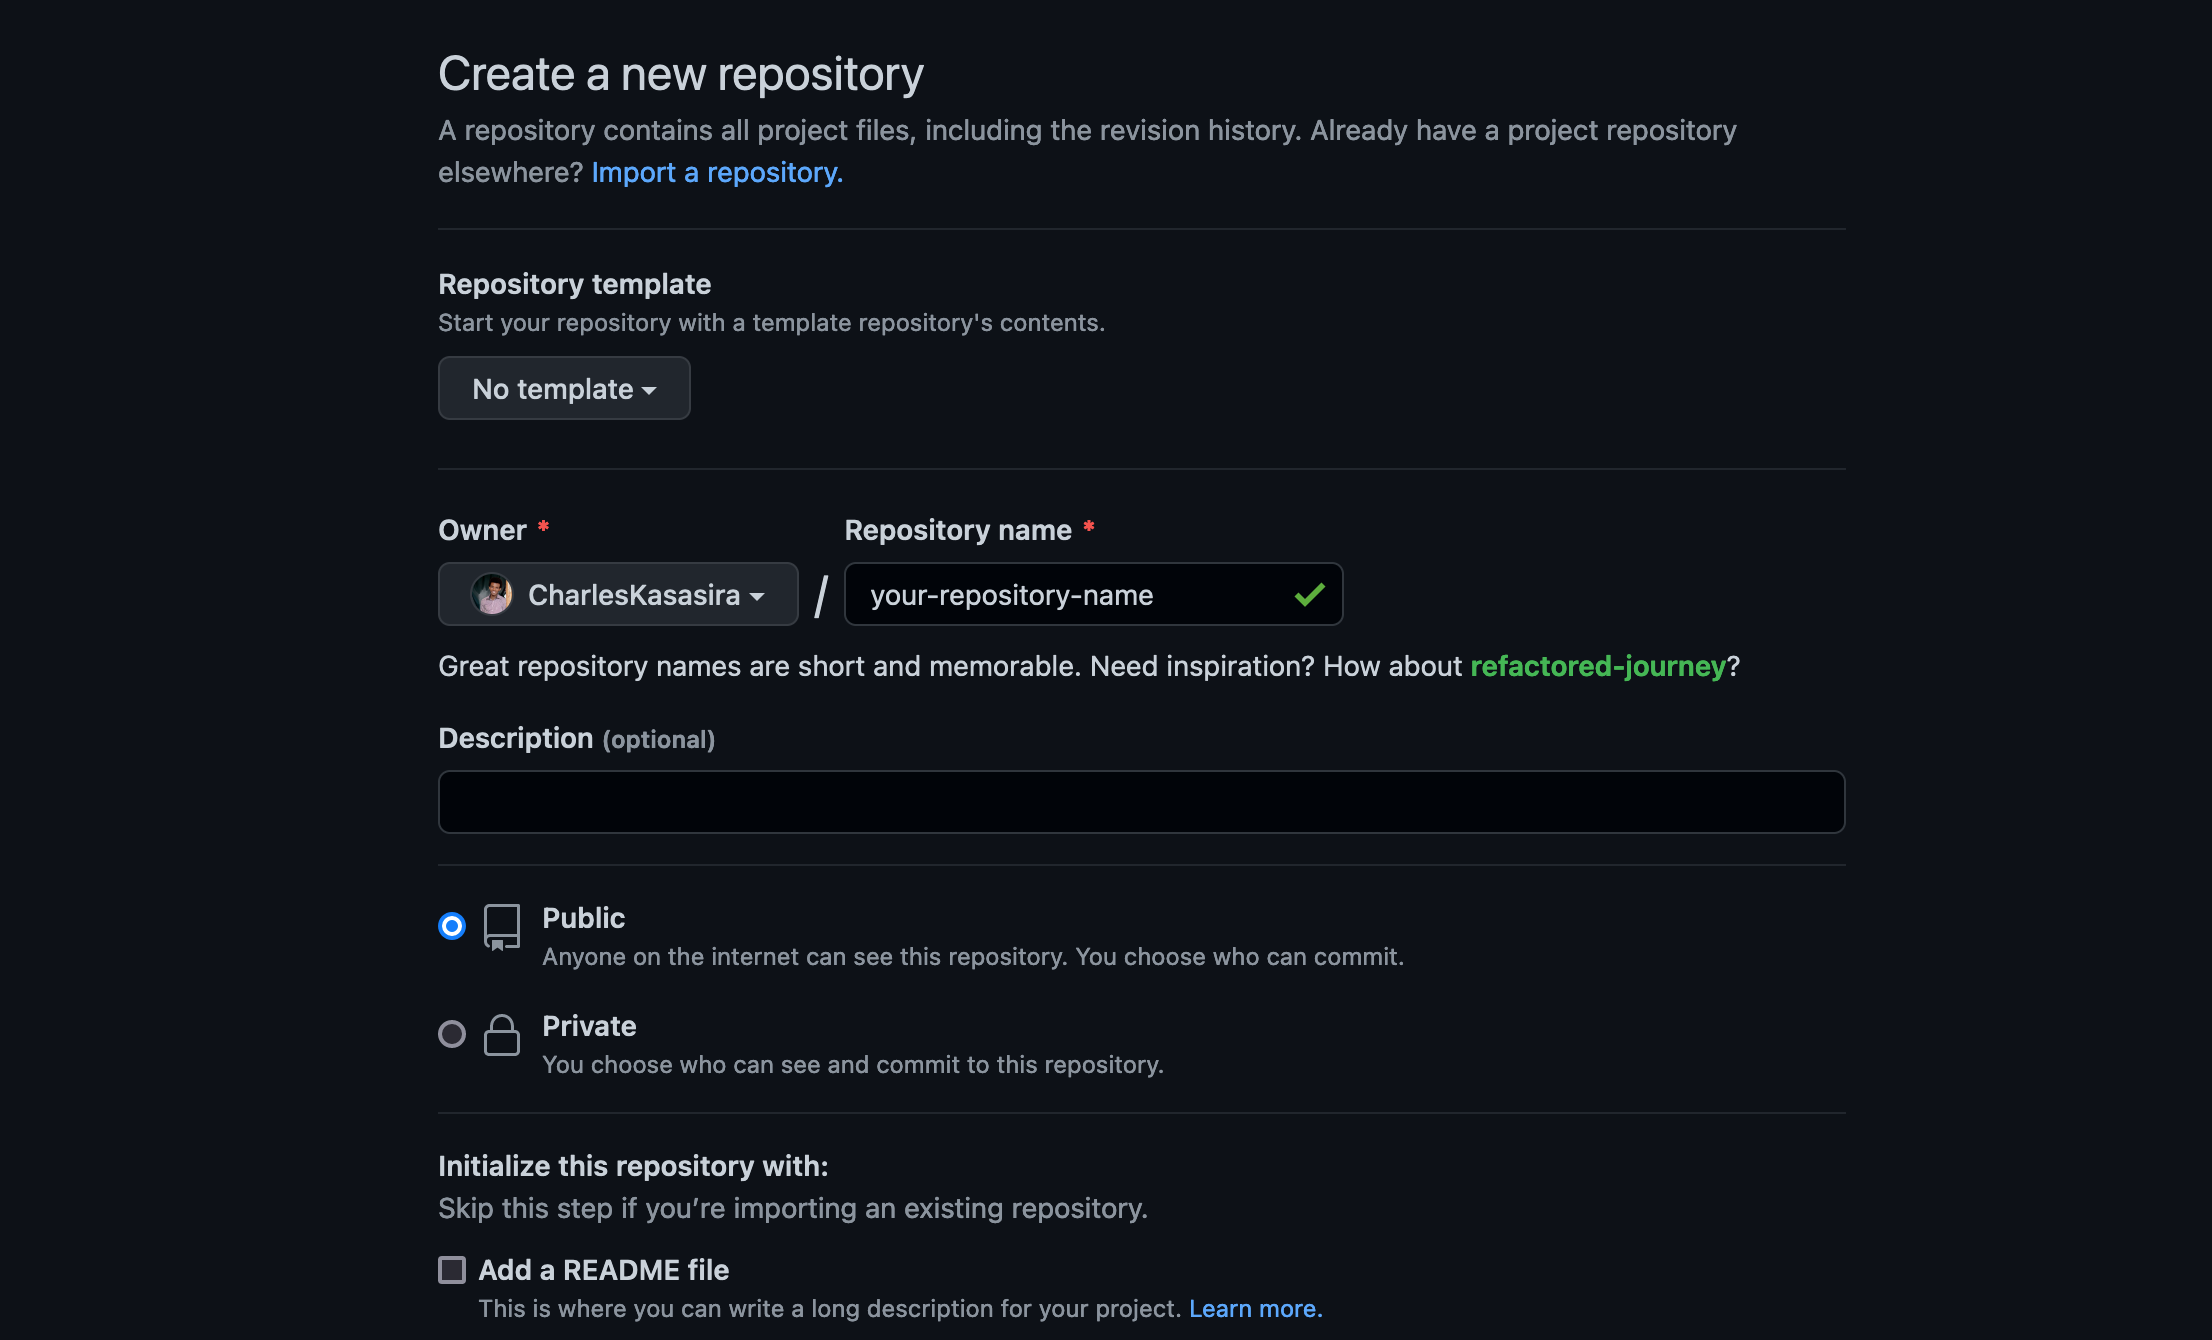 Create a new repository
A repository contains all project files, including the revision history. Already have a project repository
elsewhere? Import a repository.
Repository template
Start your repository with a template repository's contents.
No template
Owner *
Repository name *
CharlesKasasira / your-repository-name
Great repository names are short and memorable. Need inspiration? How about refactored-journey?
Description (optional)
Public
Anyone on the internet can see this repository. You choose who can commit.
Private
You choose who can see and commit to this repository.
Initialize this repository with:
Skip this step if you’re importing an existing repository.
Add a README file
This is where you can write a long description for your project. Learn more.